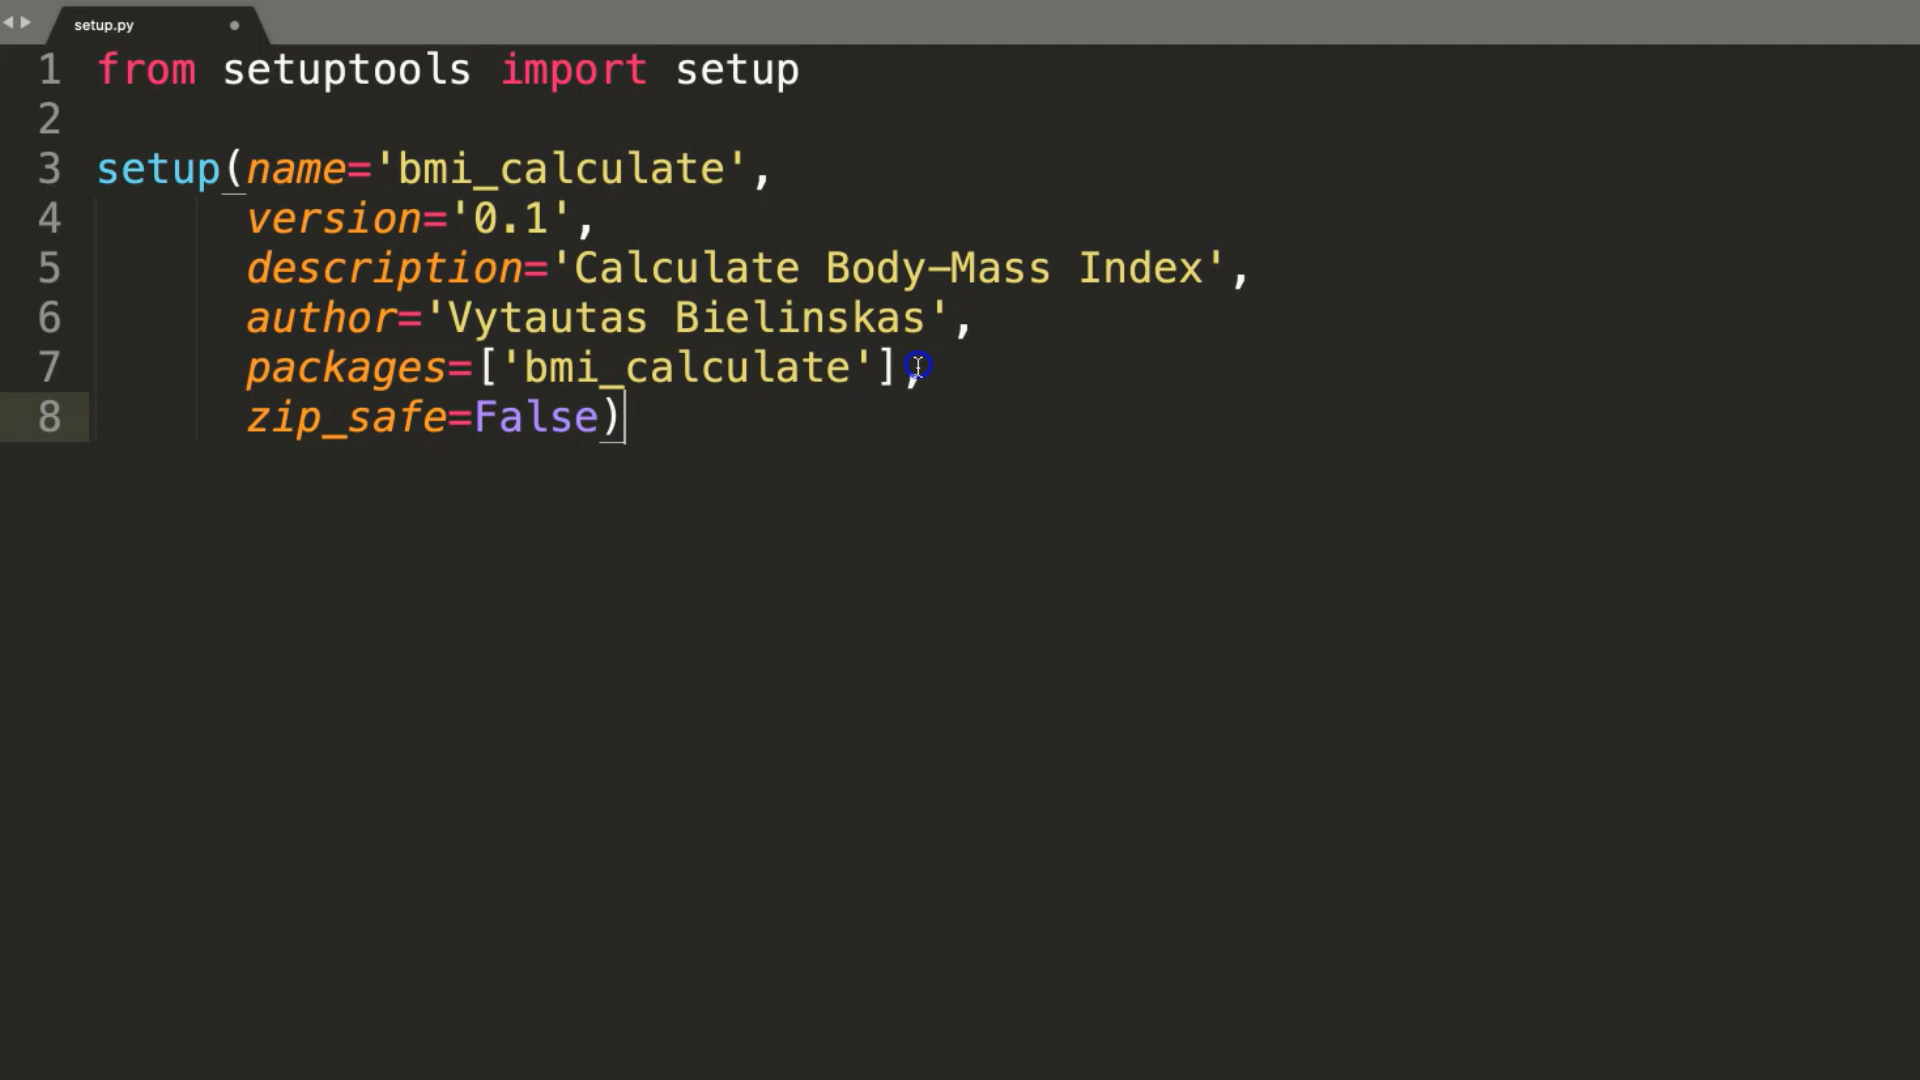 setup.py
1 from setuptools import setup
2
3 setup(name='bmi_calculate',
4 version='0.1',
5 description='Calculate Body-Mass Index',
6 author='Vytautas Bielinskas',
7 packages=['bmi_calculate'],
8 zip_safe=False)